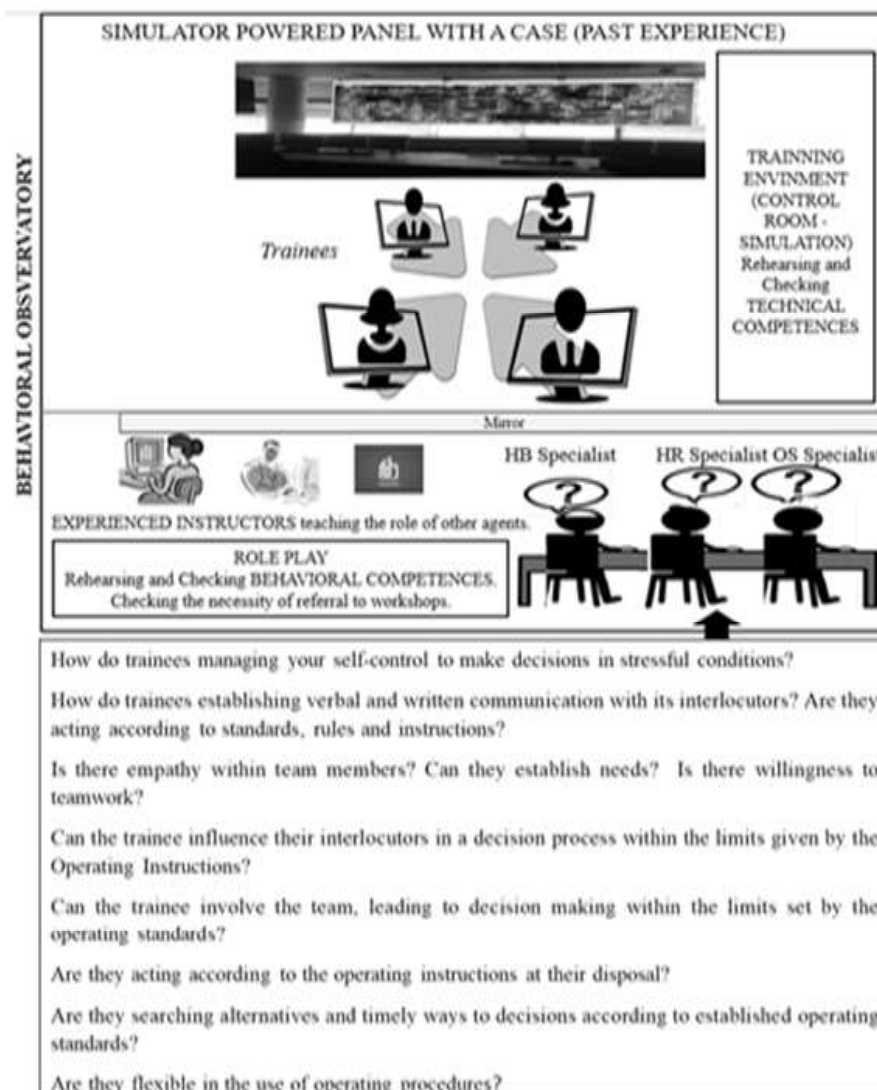 SIMULATOR POWERED PANEL WITH A CASE (PAST EXPERIENCE)
BEHAVIORAL OBSVERVATORY
Trainees
TRAINNING
ENVINMENT
(CONTROL
ROOM -
SIMULATION)
Rehearsing and
Checking
TECHNICAL
COMPETENCES
Mirror
HB Specialist
HR Specialist OS Specialist
? ? ?
EXPERIENCED INSTRUCTORS teaching the role of other agents.
ROLE PLAY
Rehearsing and Checking BEHAVIORAL COMPETENCES.
Checking the necessity of referral to workshops.
How do trainees managing your self-control to make decisions in stressful conditions?
How do trainees establishing verbal and written communication with its interlocutors? Are they
acting according to standards, rules and instructions?
Is there empathy within team members? Can they establish needs? Is there willingness to
teamwork?
Can the trainee influence their interlocutors in a decision process within the limits given by the
Operating Instructions?
Can the trainee involve the team, leading to decision making within the limits set by the
operating standards?
Are they acting according to the operating instructions at their disposal?
Are they searching alternatives and timely ways to decisions according to established operating
standards?
Are they flexible in the use of operating procedures?